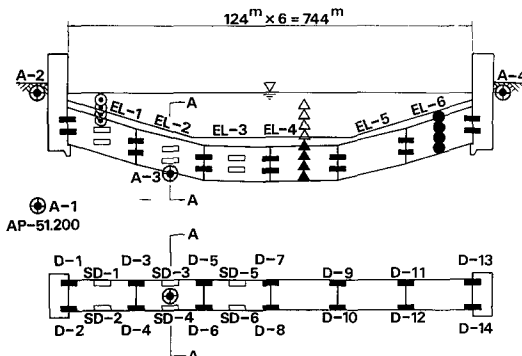 124m × 6 = 744m
A-2
A-4
EL-1
A
EL-6
EL-2
EL-3
EL-4
EL-5
A-3
A-1
AP-51.200
A
A
D-1
D-3
D-5
D-7
D-9
D-11
D-13
SD-1
SD-3
SD-5
SD-2
SD-4
SD-6
D-2
D-4
D-6
D-8
D-10
D-12
D-14
A